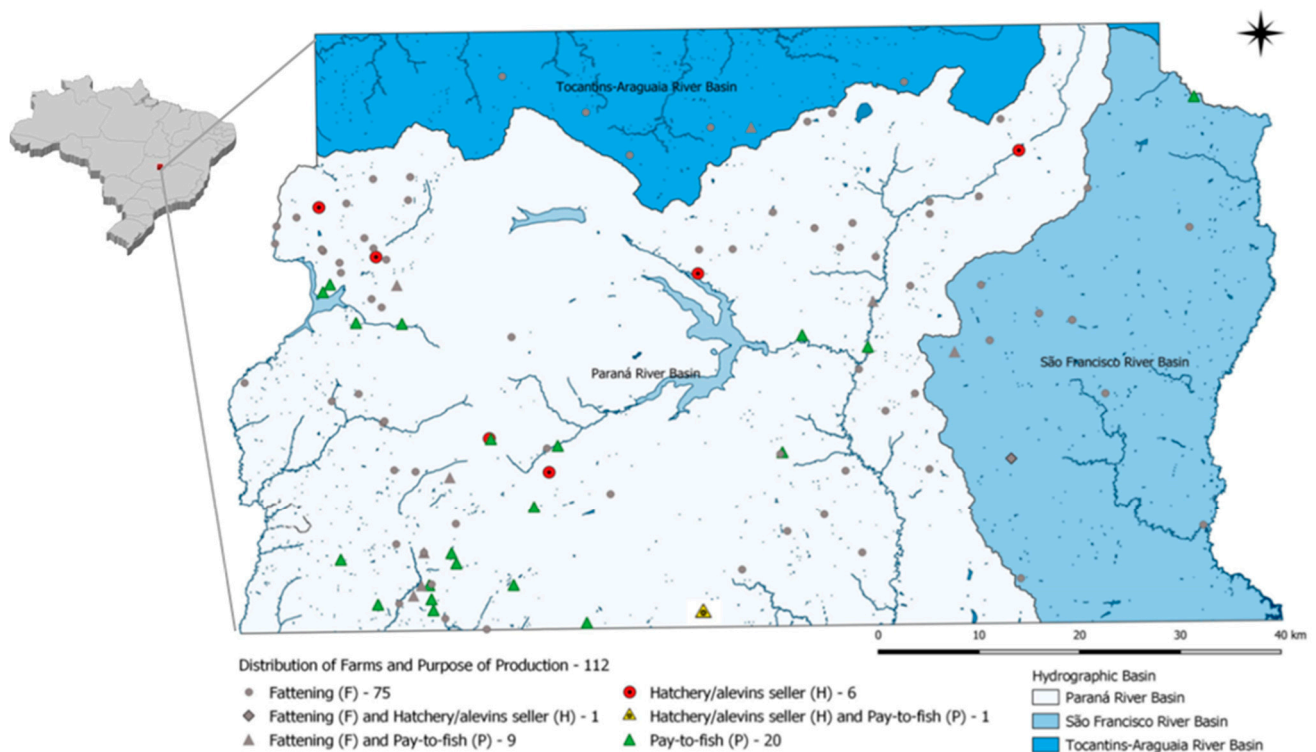 Tocantins-Araguaia River Basin
São Francisco River Basin
Paraná River Basin
0 10 20 30 40 km
Distribution of Farms and Purpose of Production - 112
Fattening (F) - 75
Fattening (F) and Hatchery/alevins seller (H) - 1
Fattening (F) and Pay-to-fish (P) - 9
Hatchery/alevins seller (H) - 6
Hatchery/alevins seller (H) and Pay-to-fish (P) - 1
Pay-to-fish (P) - 20
Hydrographic Basin
Paraná River Basin
São Francisco River Basin
Tocantins-Araguaia River Basin